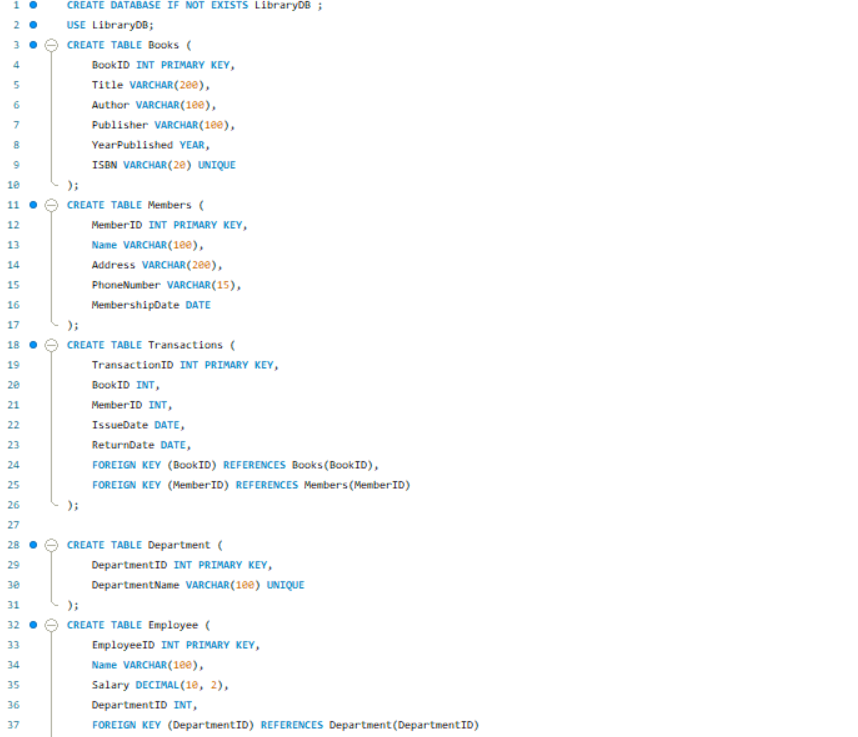 1 CREATE DATABASE IF NOT EXISTS LibraryDB ;
2 USE LibraryDB;
3 CREATE TABLE Books (
4 BookID INT PRIMARY KEY,
5 Title VARCHAR(200),
6 Author VARCHAR(100),
7 Publisher VARCHAR(100),
8 YearPublished YEAR,
9 ISBN VARCHAR(20) UNIQUE
10 );
11 CREATE TABLE Members (
12 MemberID INT PRIMARY KEY,
13 Name VARCHAR(100),
14 Address VARCHAR(200),
15 PhoneNumber VARCHAR(15),
16 MembershipDate DATE
17 );
18 CREATE TABLE Transactions (
19 TransactionID INT PRIMARY KEY,
20 BookID INT,
21 MemberID INT,
22 IssueDate DATE,
23 ReturnDate DATE,
24 FOREIGN KEY (BookID) REFERENCES Books(BookID),
25 FOREIGN KEY (MemberID) REFERENCES Members(MemberID)
26 );
27
28 CREATE TABLE Department (
29 DepartmentID INT PRIMARY KEY,
30 DepartmentName VARCHAR(100) UNIQUE
31 );
32 CREATE TABLE Employee (
33 EmployeeID INT PRIMARY KEY,
34 Name VARCHAR(100),
35 Salary DECIMAL(10, 2),
36 DepartmentID INT,
37 FOREIGN KEY (DepartmentID) REFERENCES Department(DepartmentID)